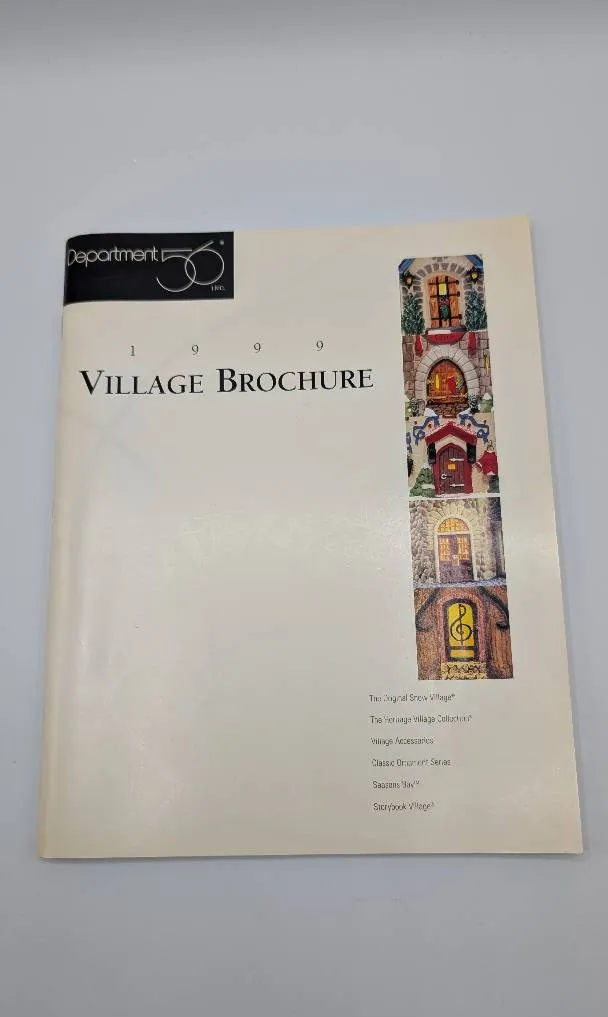 Department 56®
INC.
1 9 9 9
VILLAGE BROCHURE
The Original Snow Village®
The Heritage Village Collection®
Village Accessories
Classic Ornament Series
Seasons Bay™
Storybook Village®